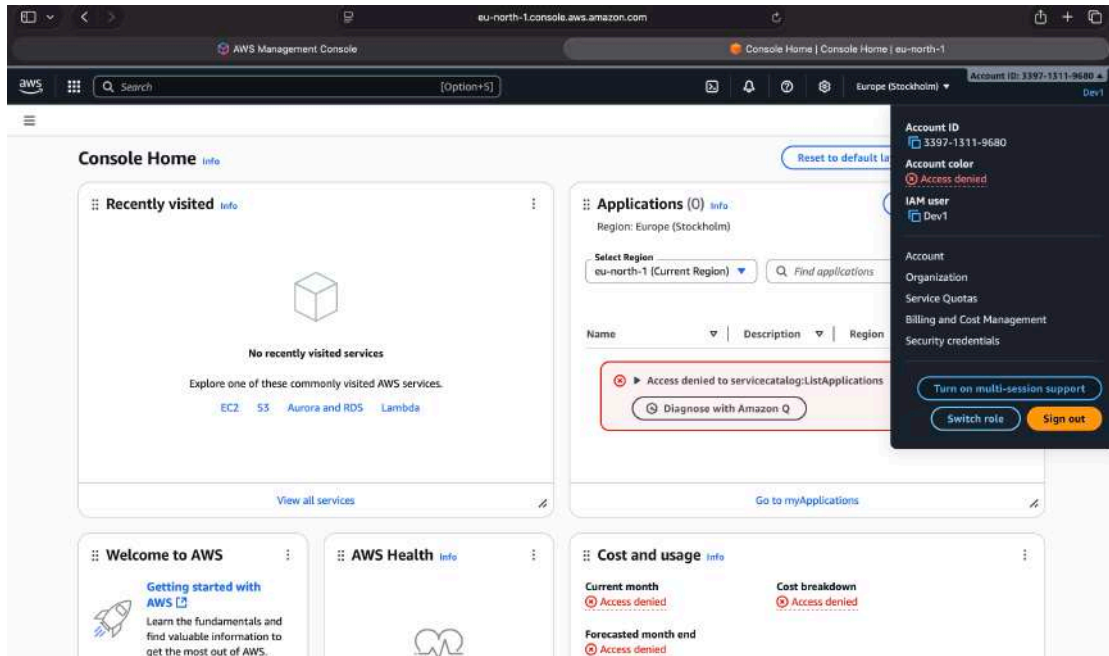 eu-north-1.console.aws.amazon.com
AWS Management Console
Console Home | Console Home | eu-north-1
aws
Search
[Option+S]
Europe (Stockholm)
Account ID: 3397-1311-9680
Dev1
Account ID
3397-1311-9680
Account color
Access denied
IAM user
Dev1
Account
Organization
Service Quotas
Billing and Cost Management
Security credentials
Turn on multi-session support
Switch role
Sign out
Console Home Info
Reset to default la
Recently visited Info
No recently visited services
Explore one of these commonly visited AWS services.
EC2 S3 Aurora and RDS Lambda
View all services
Applications (0) Info
Region: Europe (Stockholm)
Select Region
eu-north-1 (Current Region)
Find applications
Name Description Region
Access denied to servicecatalog:ListApplications
Diagnose with Amazon Q
Go to myApplications
Welcome to AWS
Getting started with
AWS
Learn the fundamentals and
find valuable information to
get the most out of AWS.
AWS Health Info
Cost and usage Info
Current month
Access denied
Cost breakdown
Access denied
Forecasted month end
Access denied